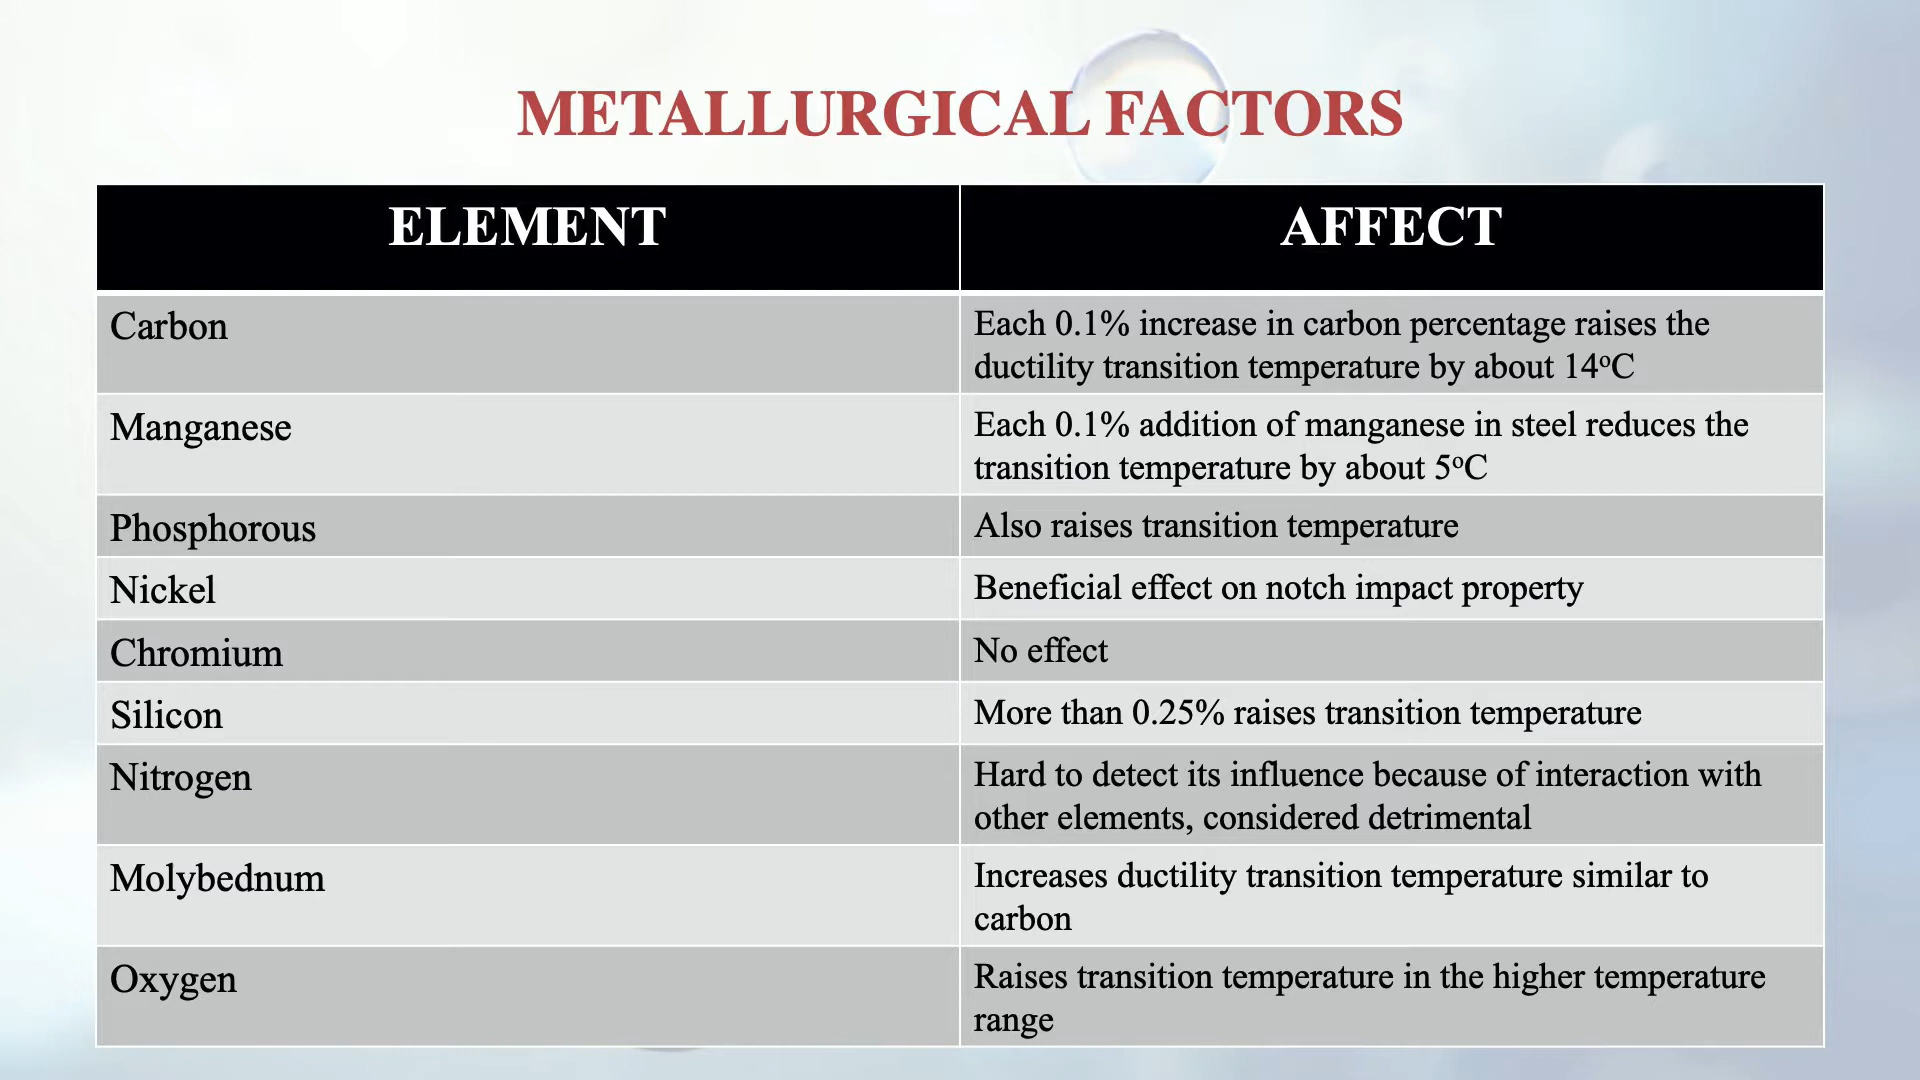 METALLURGICAL FACTORS
ELEMENT
AFFECT
Carbon
Each 0.1% increase in carbon percentage raises the
ductility transition temperature by about 14ᵒC
Manganese
Each 0.1% addition of manganese in steel reduces the
transition temperature by about 5ᵒC
Phosphorous
Also raises transition temperature
Nickel
Beneficial effect on notch impact property
Chromium
No effect
Silicon
More than 0.25% raises transition temperature
Nitrogen
Hard to detect its influence because of interaction with
other elements, considered detrimental
Molybednum
Increases ductility transition temperature similar to
carbon
Oxygen
Raises transition temperature in the higher temperature
range